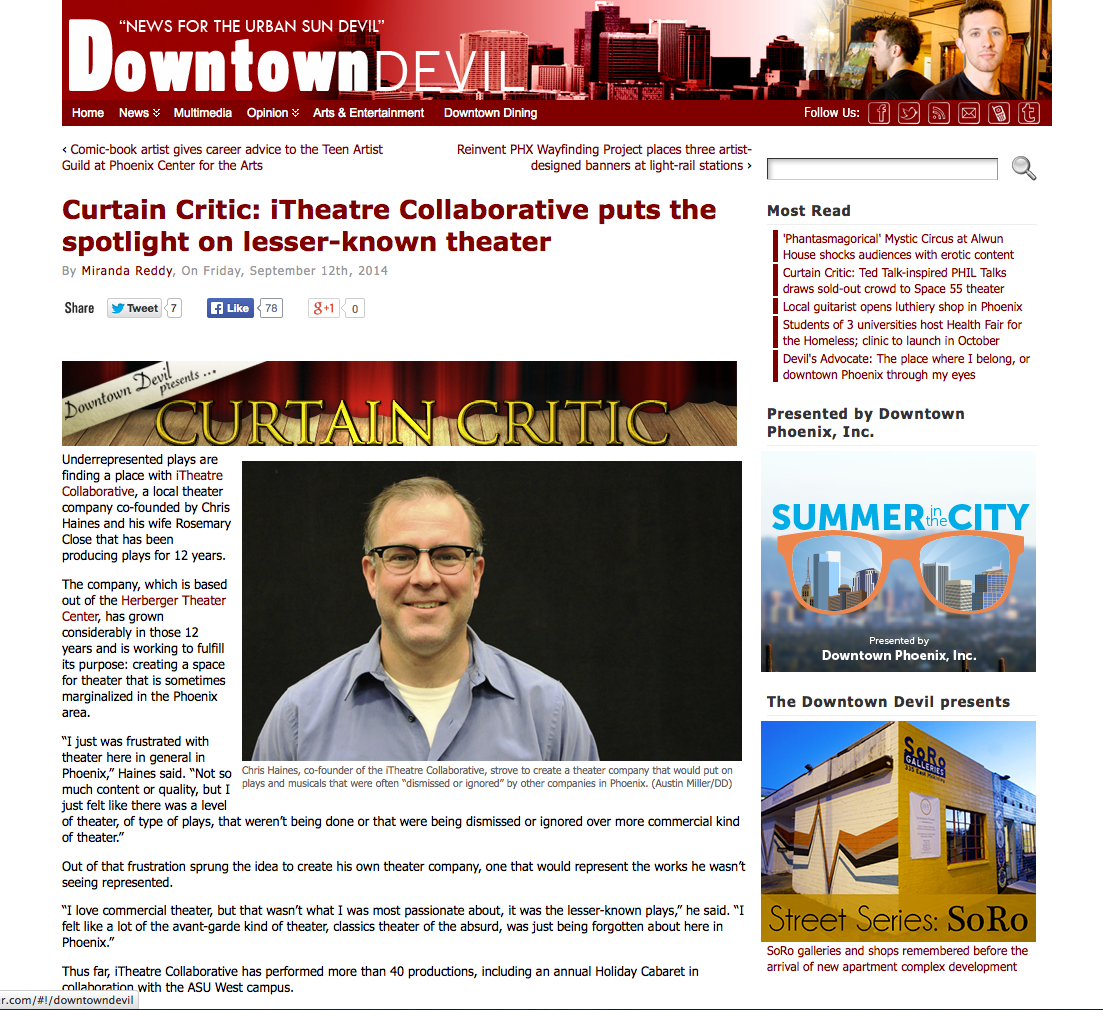 “NEWS FOR THE URBAN SUN DEVIL”
DowntownDEVIL
Home News Multimedia Opinion Arts & Entertainment Downtown Dining Follow Us:
‹ Comic-book artist gives career advice to the Teen Artist
Guild at Phoenix Center for the Arts
Reinvent PHX Wayfinding Project places three artist-
designed banners at light-rail stations ›
Curtain Critic: iTheatre Collaborative puts the
spotlight on lesser-known theater
By Miranda Reddy, On Friday, September 12th, 2014
Share Tweet 7 Like 78 g+1 0
Downtown Devil
presents ...
CURTAIN CRITIC
Underrepresented plays are
finding a place with iTheatre
Collaborative, a local theater
company co-founded by Chris
Haines and his wife Rosemary
Close that has been
producing plays for 12 years.
The company, which is based
out of the Herberger Theater
Center, has grown
considerably in those 12
years and is working to fulfill
its purpose: creating a space
for theater that is sometimes
marginalized in the Phoenix
area.
“I just was frustrated with
theater here in general in
Phoenix,” Haines said. “Not so
much content or quality, but I
just felt like there was a level
of theater, of type of plays, that weren’t being done or that were being dismissed or ignored over more commercial kind
of theater.”
Chris Haines, co-founder of the iTheatre Collaborative, strove to create a theater company that would put on
plays and musicals that were often “dismissed or ignored” by other companies in Phoenix. (Austin Miller/DD)
Out of that frustration sprung the idea to create his own theater company, one that would represent the works he wasn’t
seeing represented.
“I love commercial theater, but that wasn’t what I was most passionate about, it was the lesser-known plays,” he said. “I
felt like a lot of the avant-garde kind of theater, classics theater of the absurd, was just being forgotten about here in
Phoenix.”
Thus far, iTheatre Collaborative has performed more than 40 productions, including an annual Holiday Cabaret in
collaboration with the ASU West campus.
r.com/#!/downtowndevil
Most Read
'Phantasmagorical' Mystic Circus at Alwun
House shocks audiences with erotic content
Curtain Critic: Ted Talk-inspired PHIL Talks
draws sold-out crowd to Space 55 theater
Local guitarist opens luthiery shop in Phoenix
Students of 3 universities host Health Fair for
the Homeless; clinic to launch in October
Devil's Advocate: The place where I belong, or
downtown Phoenix through my eyes
Presented by Downtown
Phoenix, Inc.
SUMMER in the CITY
Presented by
Downtown Phoenix, Inc.
The Downtown Devil presents
SoRo
GALLERIES
Street Series: SoRo
SoRo galleries and shops remembered before the
arrival of new apartment complex development